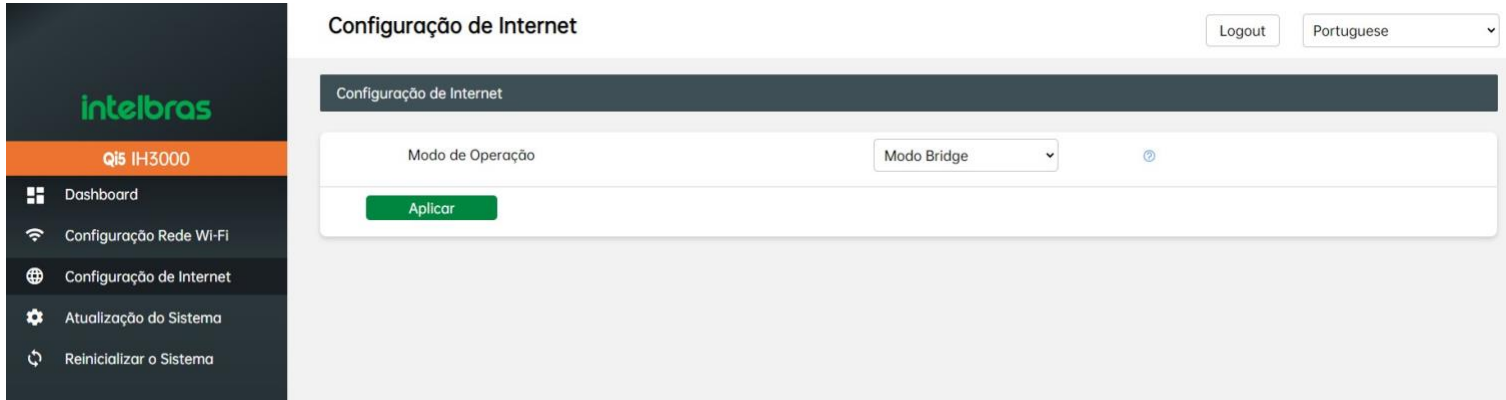 Configuração de Internet
Logout
Portuguese
intelbras
Qi5 IH3000
Dashboard
Configuração Rede Wi-Fi
Configuração de Internet
Atualização do Sistema
Reinicializar o Sistema
Configuração de Internet
Modo de Operação
Modo Bridge
?
Aplicar